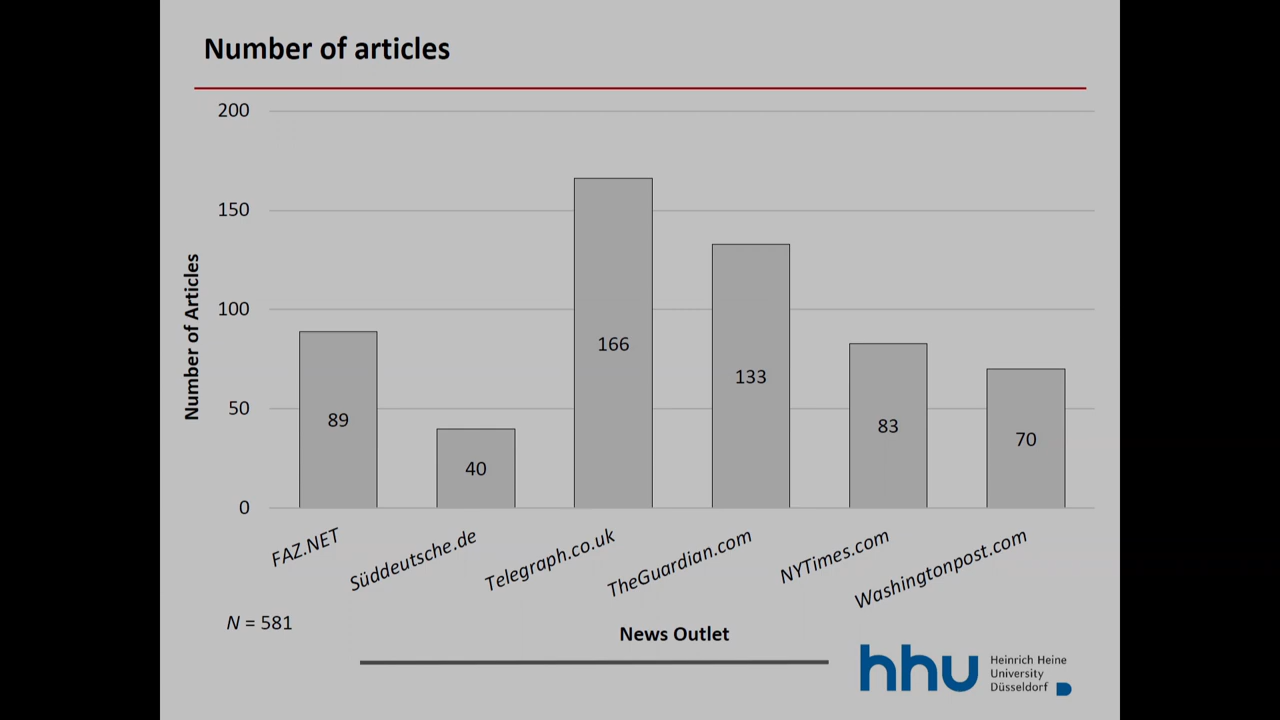 Number of articles
200
150
100
50
0
Number of Articles
89
40
166
133
83
70
FAZ.NET
Süddeutsche.de
Telegraph.co.uk
TheGuardian.com
NYTimes.com
Washingtonpost.com
N = 581
News Outlet
hhu
Heinrich Heine
University
Düsseldorf